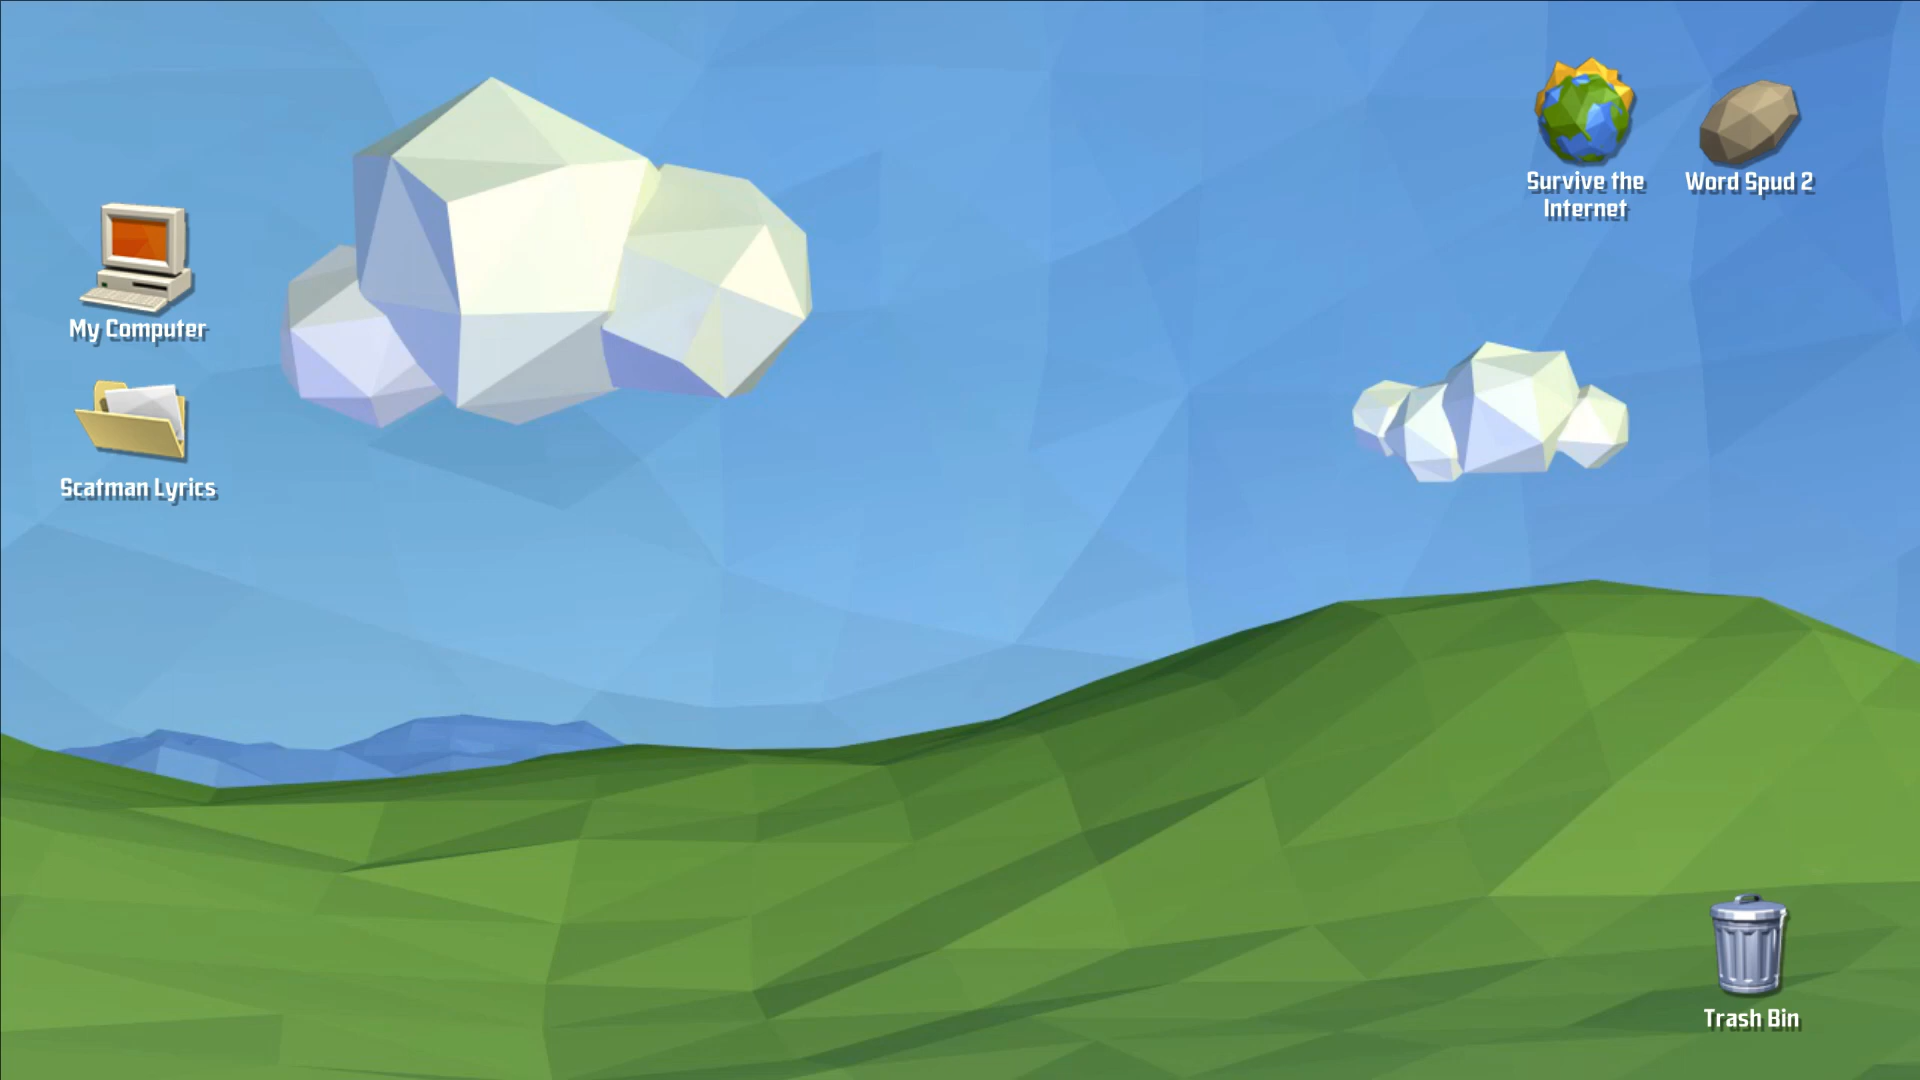 Survive the
Internet
Word Spud 2
My Computer
Scatman Lyrics
Trash Bin